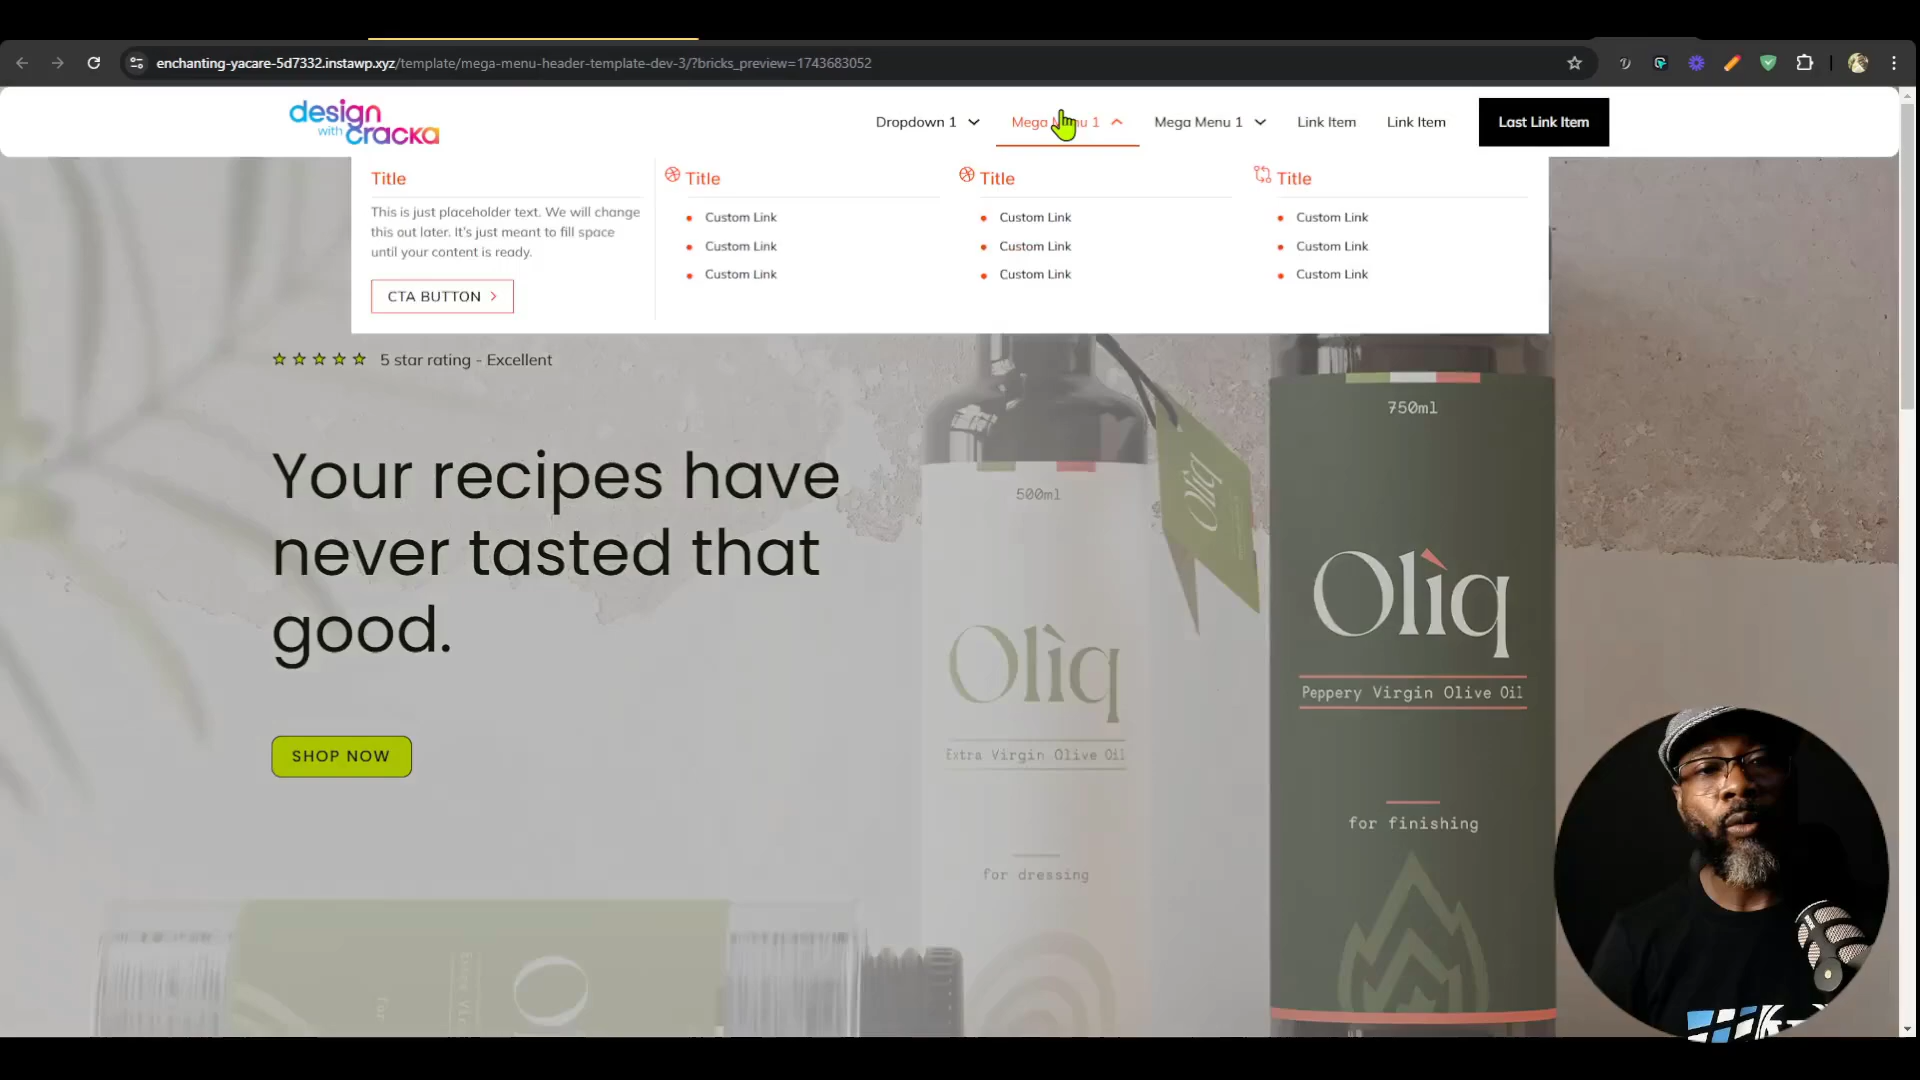 enchanting-yacare-5d7332.instawp.xyz/template/mega-menu-header-template-dev-3/?bricks_preview=1743683052
design
with cracka
Dropdown 1
Mega Menu 1
Mega Menu 1
Link Item
Link Item
Last Link Item
Title
This is just placeholder text. We will change
this out later. It's just meant to fill space
until your content is ready.
CTA BUTTON
Title
Custom Link
Custom Link
Custom Link
Title
Custom Link
Custom Link
Custom Link
Title
Custom Link
Custom Link
Custom Link
5 star rating - Excellent
Your recipes have
never tasted that
good.
SHOP NOW
500ml
Olìq
Extra Virgin Olive Oil
for dressing
Olìq
750ml
Olìq
Peppery Virgin Olive Oil
for finishing